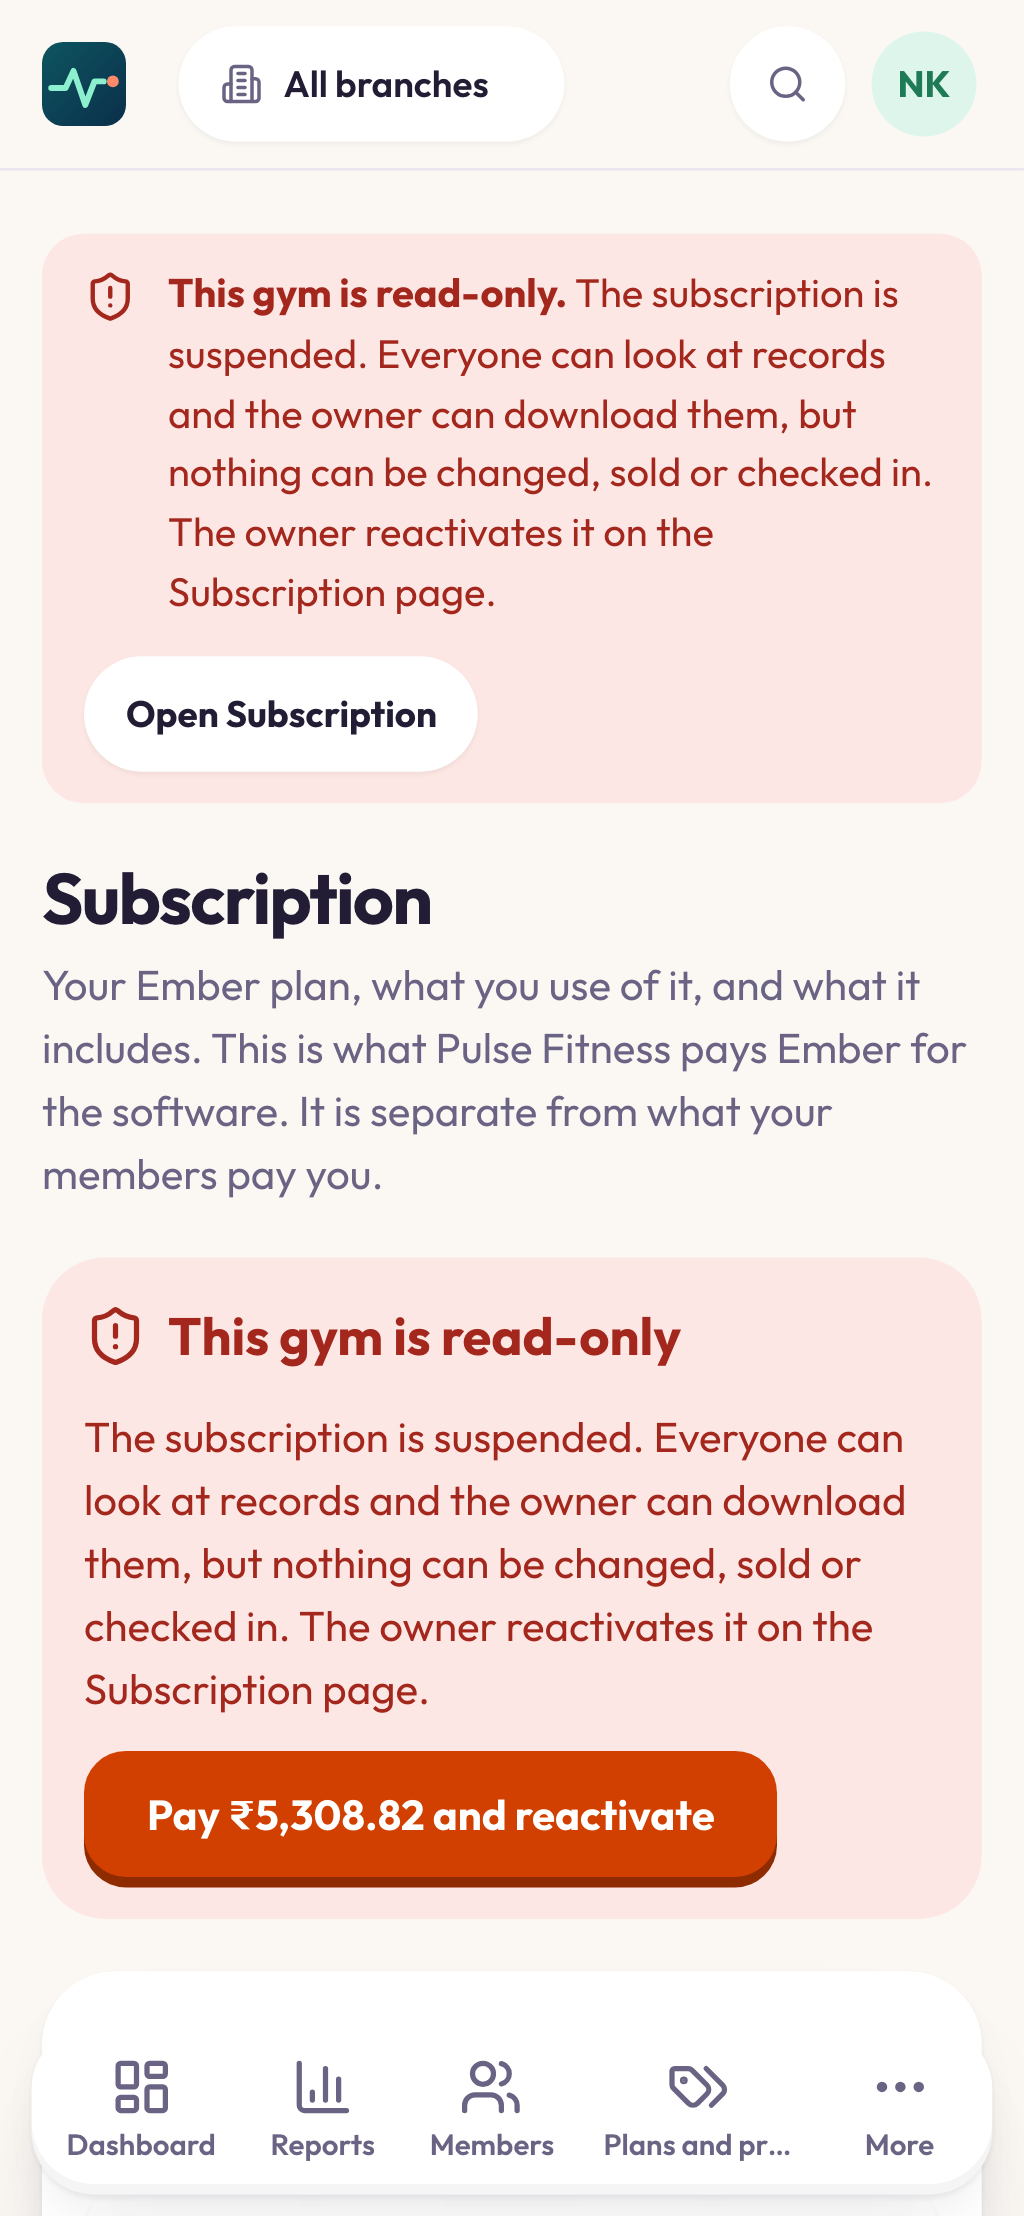 All branches
NK
This gym is read-only. The subscription is
suspended. Everyone can look at records
and the owner can download them, but
nothing can be changed, sold or checked in.
The owner reactivates it on the
Subscription page.
Open Subscription
Subscription
Your Ember plan, what you use of it, and what it
includes. This is what Pulse Fitness pays Ember for
the software. It is separate from what your
members pay you.
This gym is read-only
The subscription is suspended. Everyone can
look at records and the owner can download
them, but nothing can be changed, sold or
checked in. The owner reactivates it on the
Subscription page.
Pay ₹5,308.82 and reactivate
Dashboard
Reports
Members
Plans and pr...
More